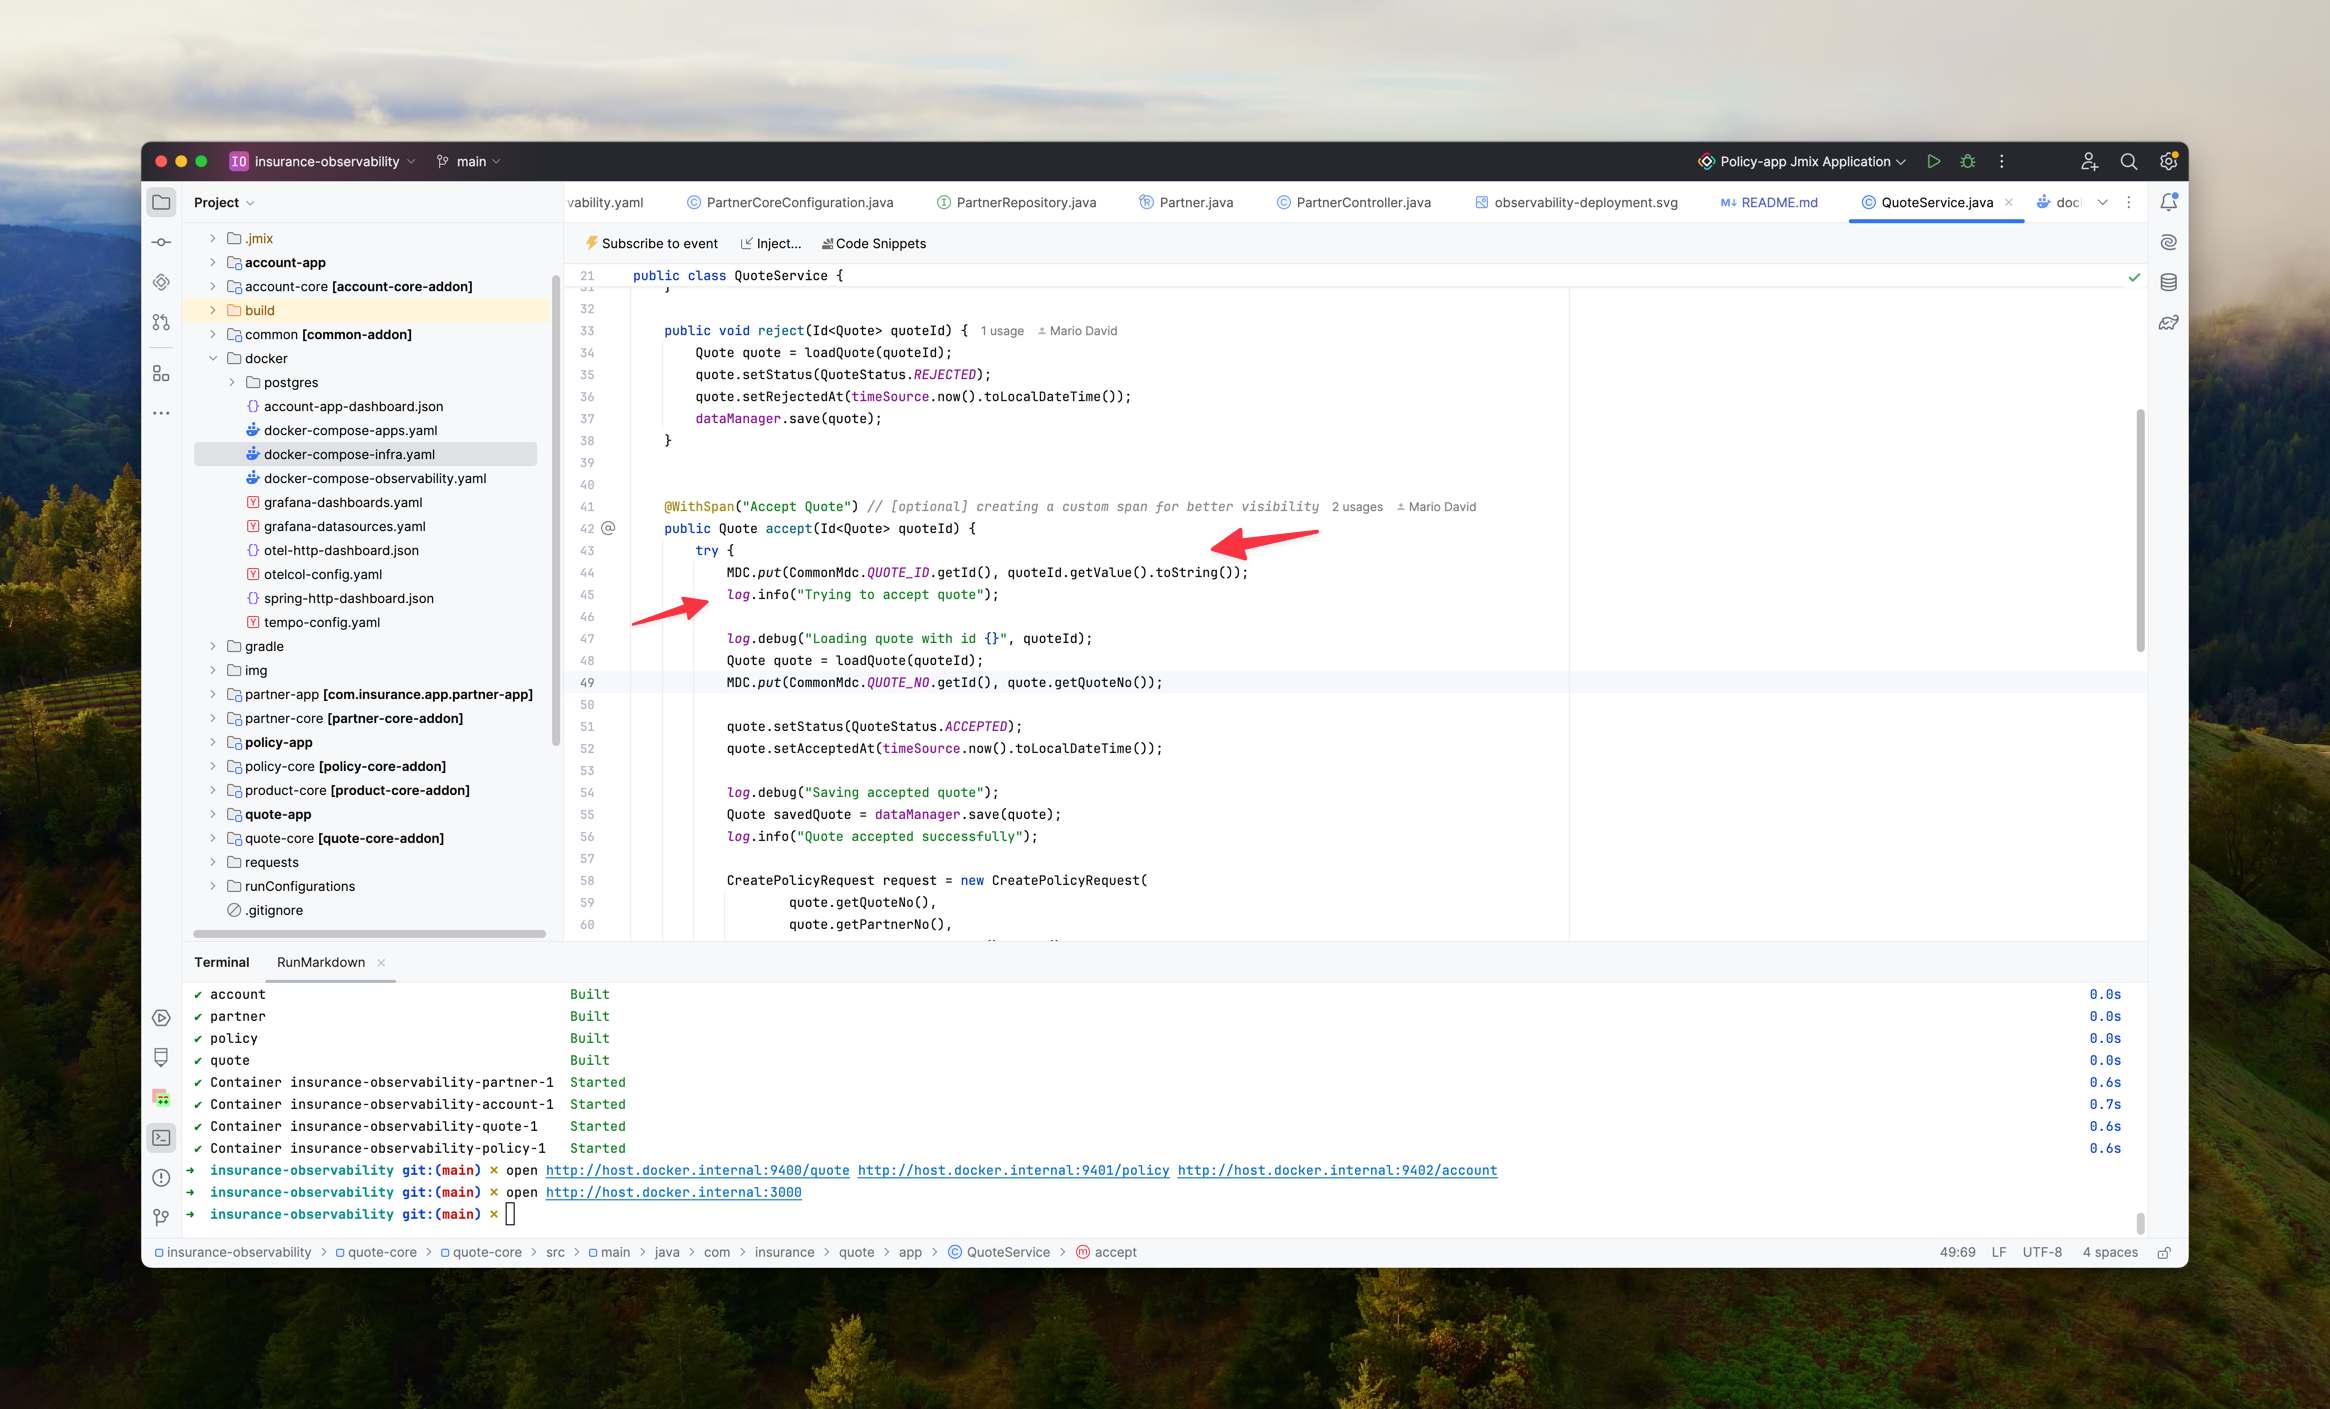 IO insurance-observability main Policy-app Jmix Application
Project
.jmix
account-app
account-core [account-core-addon]
build
common [common-addon]
docker
postgres
account-app-dashboard.json
docker-compose-apps.yaml
docker-compose-infra.yaml
docker-compose-observability.yaml
grafana-dashboards.yaml
grafana-datasources.yaml
otel-http-dashboard.json
otelcol-config.yaml
spring-http-dashboard.json
tempo-config.yaml
gradle
img
partner-app [com.insurance.app.partner-app]
partner-core [partner-core-addon]
policy-app
policy-core [policy-core-addon]
product-core [product-core-addon]
quote-app
quote-core [quote-core-addon]
requests
runConfigurations
.gitignore
vability.yaml PartnerCoreConfiguration.java PartnerRepository.java Partner.java PartnerController.java observability-deployment.svg README.md QuoteService.java doc
Subscribe to event Inject... Code Snippets
21 public class QuoteService {
31 }
32
33 public void reject(Id<Quote> quoteId) { 1 usage Mario David
34 Quote quote = loadQuote(quoteId);
35 quote.setStatus(QuoteStatus.REJECTED);
36 quote.setRejectedAt(timeSource.now().toLocalDateTime());
37 dataManager.save(quote);
38 }
39
40
41 @WithSpan("Accept Quote") // [optional] creating a custom span for better visibility 2 usages Mario David
42 public Quote accept(Id<Quote> quoteId) {
43 try {
44 MDC.put(CommonMdc.QUOTE_ID.getId(), quoteId.getValue().toString());
45 log.info("Trying to accept quote");
46
47 log.debug("Loading quote with id {}", quoteId);
48 Quote quote = loadQuote(quoteId);
49 MDC.put(CommonMdc.QUOTE_NO.getId(), quote.getQuoteNo());
50
51 quote.setStatus(QuoteStatus.ACCEPTED);
52 quote.setAcceptedAt(timeSource.now().toLocalDateTime());
53
54 log.debug("Saving accepted quote");
55 Quote savedQuote = dataManager.save(quote);
56 log.info("Quote accepted successfully");
57
58 CreatePolicyRequest request = new CreatePolicyRequest(
59 quote.getQuoteNo(),
60 quote.getPartnerNo(),
Terminal RunMarkdown
✔ account Built 0.0s
✔ partner Built 0.0s
✔ policy Built 0.0s
✔ quote Built 0.0s
✔ Container insurance-observability-partner-1 Started 0.6s
✔ Container insurance-observability-account-1 Started 0.7s
✔ Container insurance-observability-quote-1 Started 0.6s
✔ Container insurance-observability-policy-1 Started 0.6s
➜ insurance-observability git:(main) ✗ open http://host.docker.internal:9400/quote http://host.docker.internal:9401/policy http://host.docker.internal:9402/account
➜ insurance-observability git:(main) ✗ open http://host.docker.internal:3000
➜ insurance-observability git:(main) ✗
insurance-observability > quote-core > quote-core > src > main > java > com > insurance > quote > app > QuoteService > accept 49:69 LF UTF-8 4 spaces